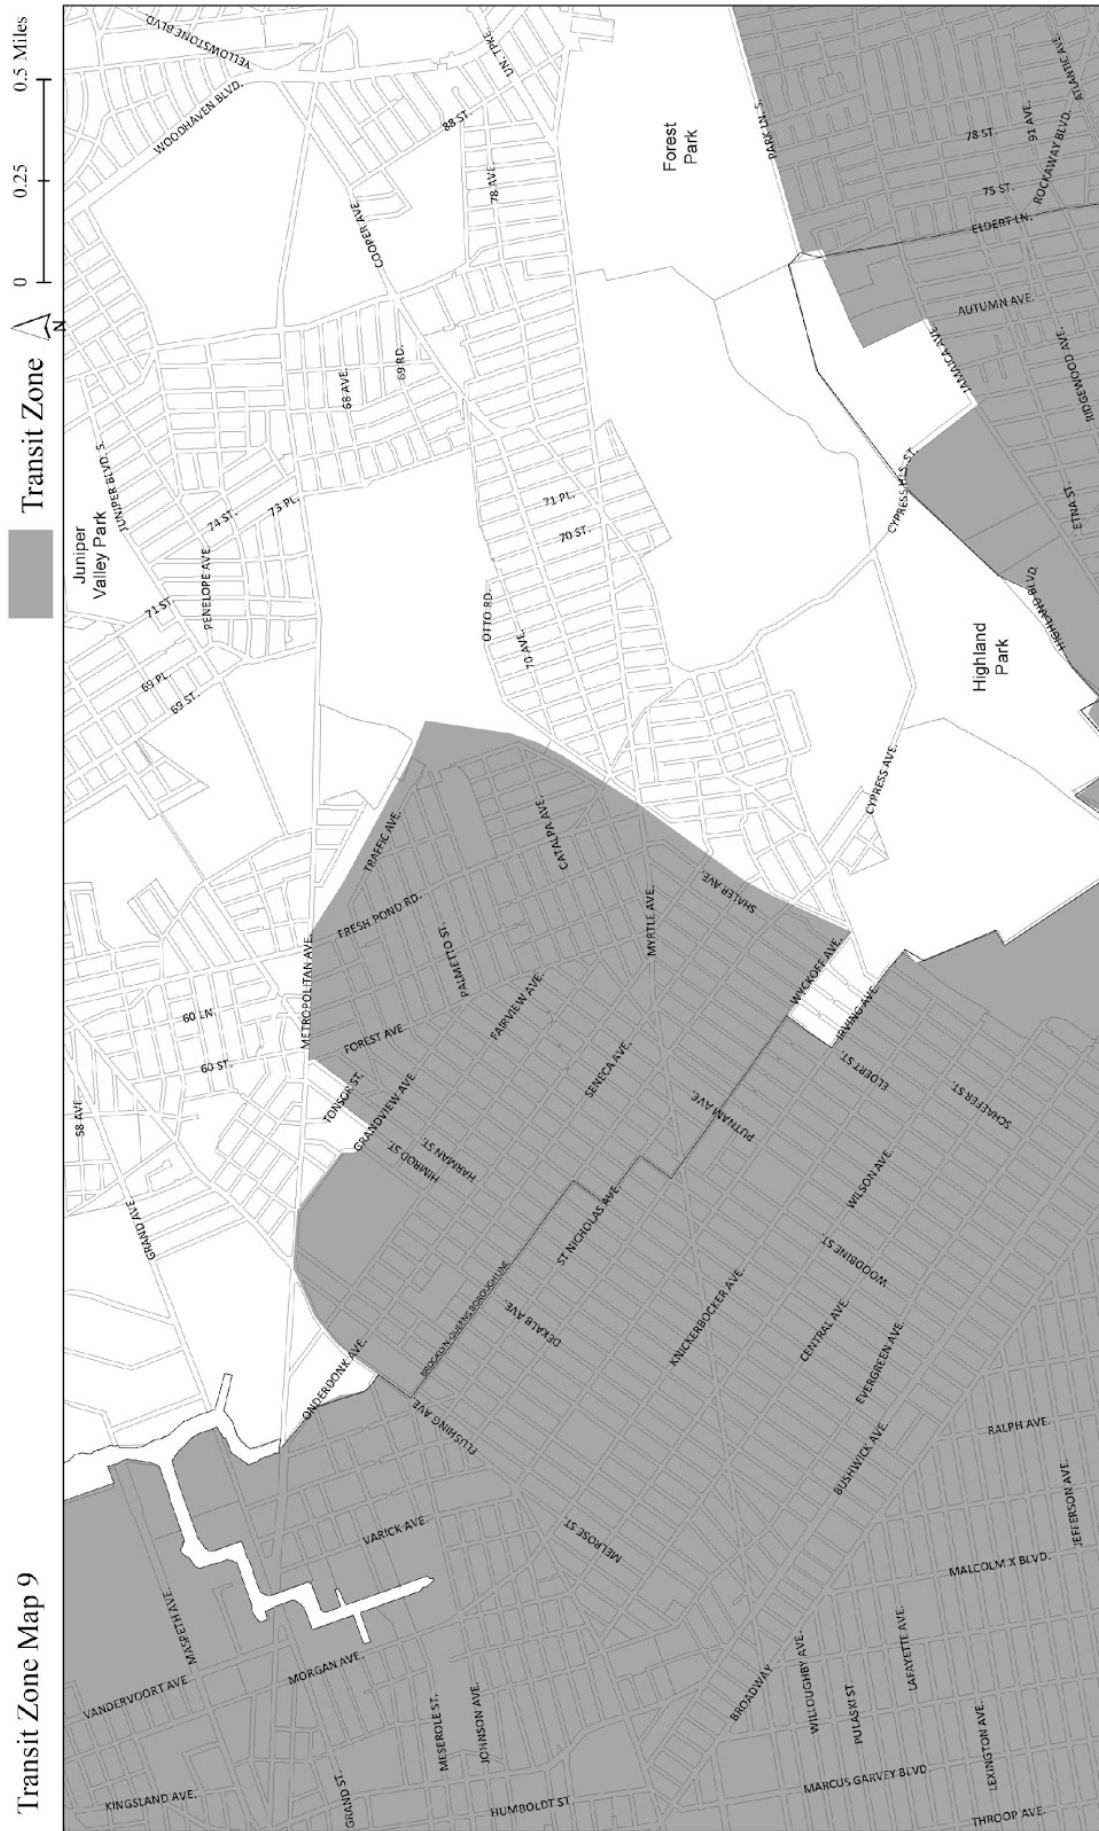 Transit Zone Map 9
Transit Zone
N
0
0.25
0.5 Miles
KINGSLAND AVE.
VANDERVOORT AVE.
MASPETH AVE.
MORGAN AVE.
GRAND ST.
VARICK AVE.
MESEROLE ST.
JOHNSON AVE.
HUMBOLDT ST
MELROSE ST.
FLUSHING AVE
ONDERDONK AVE.
GRAND AVE
58 AVE.
60 ST.
60 LN.
METROPOLITAN AVE.
TONSOR ST.
GRANDVIEW AVE.
FOREST AVE.
HIMROD ST.
HARMAN ST.
FRESH POND RD.
TRAFFIC AVE.
PALMETTO ST.
FAIRVIEW AVE.
CATALPA AVE.
SENECA AVE.
MYRTLE AVE.
SHALER AVE.
BROOKLYN-QUEENS BOROUGH LINE
DEKALB AVE.
ST NICHOLAS AVE.
PUTNAM AVE.
WYCKOFF AVE.
IRVING AVE.
ELDERT ST.
SCHAEFER ST.
KNICKERBOCKER AVE.
WILSON AVE.
WOODBINE ST
CENTRAL AVE.
EVERGREEN AVE.
BUSHWICK AVE.
BROADWAY
WILLOUGHBY AVE.
PULASKI ST.
LAFAYETTE AVE.
MARCUS GARVEY BLVD.
LEXINGTON AVE.
THROOP AVE.
MALCOLM X BLVD.
RALPH AVE.
JEFFERSON AVE.
69 ST.
69 PL.
71 ST.
PENELOPE AVE.
Juniper
Valley Park
JUNIPER BLVD. S.
74 ST.
73 PL.
68 AVE.
69 RD.
COOPER AVE.
WOODHAVEN BLVD.
YELLOWSTONE BLVD.
88 ST.
UN. TPKE.
78 AVE.
OTTO RD.
70 AVE.
70 ST.
71 PL.
Forest
Park
PARK LN. S.
CYPRESS AVE.
CYPRESS HLS. ST.
Highland
Park
HIGHLAND BLVD.
JAMAICA AVE.
ETNA ST.
RIDGEWOOD AVE.
AUTUMN AVE.
ELDERT LN.
75 ST.
78 ST.
91 AVE.
ROCKAWAY BLVD.
ATLANTIC AVE.